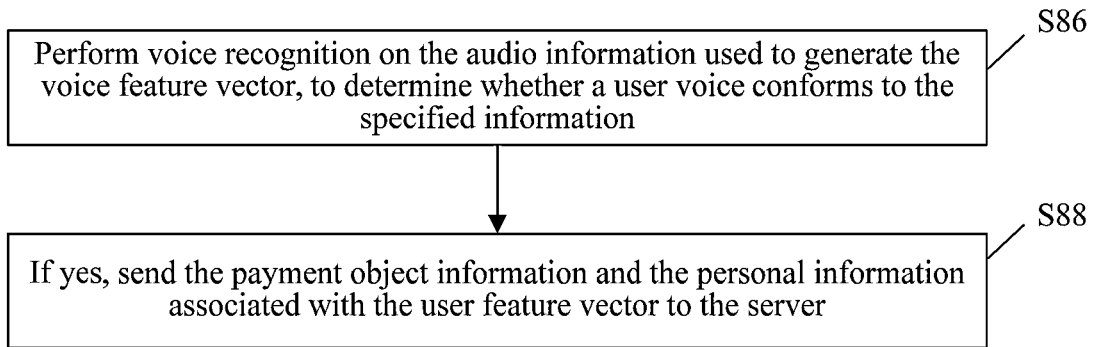 S86
Perform voice recognition on the audio information used to generate the
voice feature vector, to determine whether a user voice conforms to the
specified information
S88
If yes, send the payment object information and the personal information
associated with the user feature vector to the server